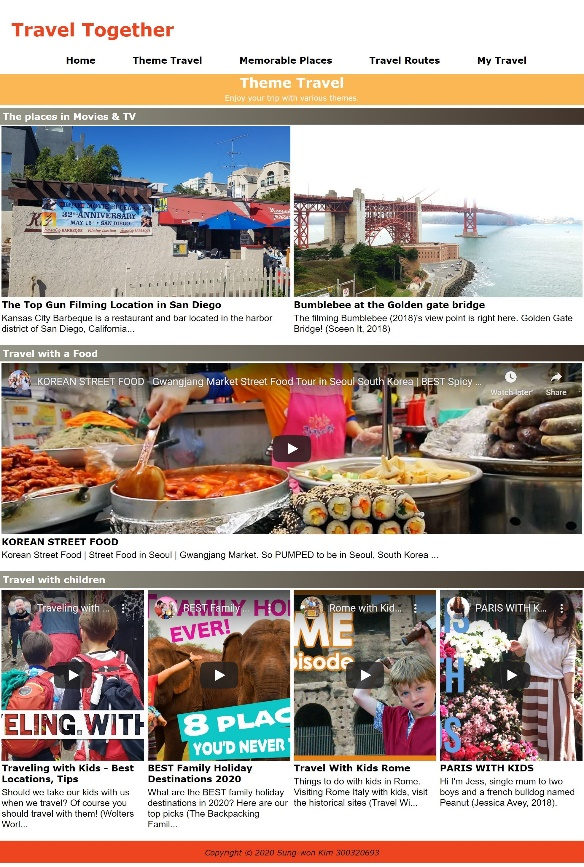 Travel Together
Home Theme Travel Memorable Places Travel Routes My Travel
Theme Travel
Enjoy your trip with various themes.
The places in Movies & TV
32nd ANNIVERSARY
The Top Gun Filming Location in San Diego
Kansas City Barbeque is a restaurant and bar located in the harbor
district of San Diego, California...
Bumblebee at the Golden gate bridge
The filming Bumblebee (2018)'s view point is right here. Golden Gate
Bridge! (Sceen It, 2018)
Travel with a Food
KOREAN STREET FOOD - Gwangjang Market Street Food Tour in Seoul South Korea | BEST Spicy ...
Watch later Share
KOREAN STREET FOOD
Korean Street Food | Street Food in Seoul | Gwangjang Market. So PUMPED to be in Seoul, South Korea ...
Travel with children
Traveling with ...
ELING WITH
Traveling with Kids – Best
Locations, Tips
Should we take our kids with us
when we travel? Of course you
should travel with them! (Wolters
Worl...
BEST Family
FAMILY HO
EVER!
8 PLAC
YOU'D NEVER
BEST Family Holiday
Destinations 2020
What are the BEST family holiday
destinations in 2020? Here are our
top picks (The Backpacking
Famil...
Rome with Kid...
ME
pisode
Travel With Kids Rome
Things to do with kids in Rome.
Visiting Rome Italy with kids, visit
the historical sites (Travel Wi...
PARIS WITH K...
IS
H
S
PARIS WITH KIDS
Hi I'm Jess, single mum to two
boys and a french bulldog named
Peanut (Jessica Avey, 2018).
Copyright © 2020 Sung-won Kim 300320693